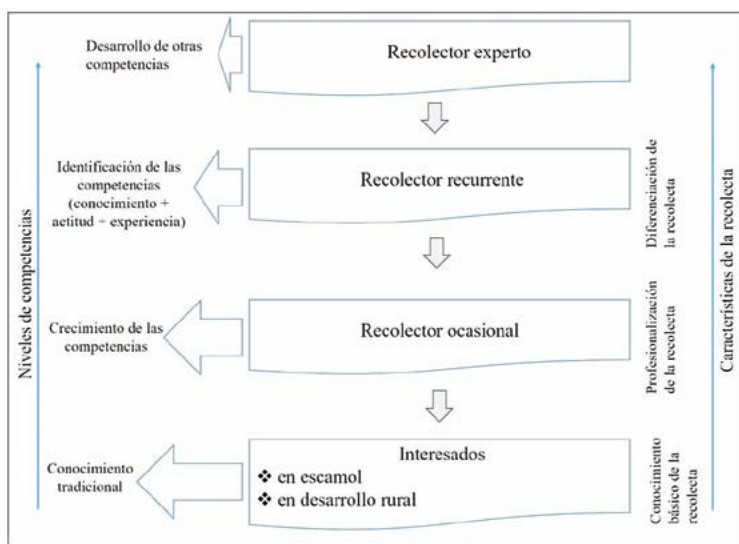 Desarrollo de otras
competencias
Recolector experto
Identificación de las
competencias
(conocimiento +
actitud + experiencia)
Recolector recurrente
Diferenciación de
la recolecta
Niveles de competencias
Características de la recolecta
Crecimiento de las
competencias
Recolector ocasional
Profesionalización
de la recolecta
Conocimiento
tradicional
Interesados
❖ en escamol
❖ en desarrollo rural
Conocimiento
básico de la
recolecta